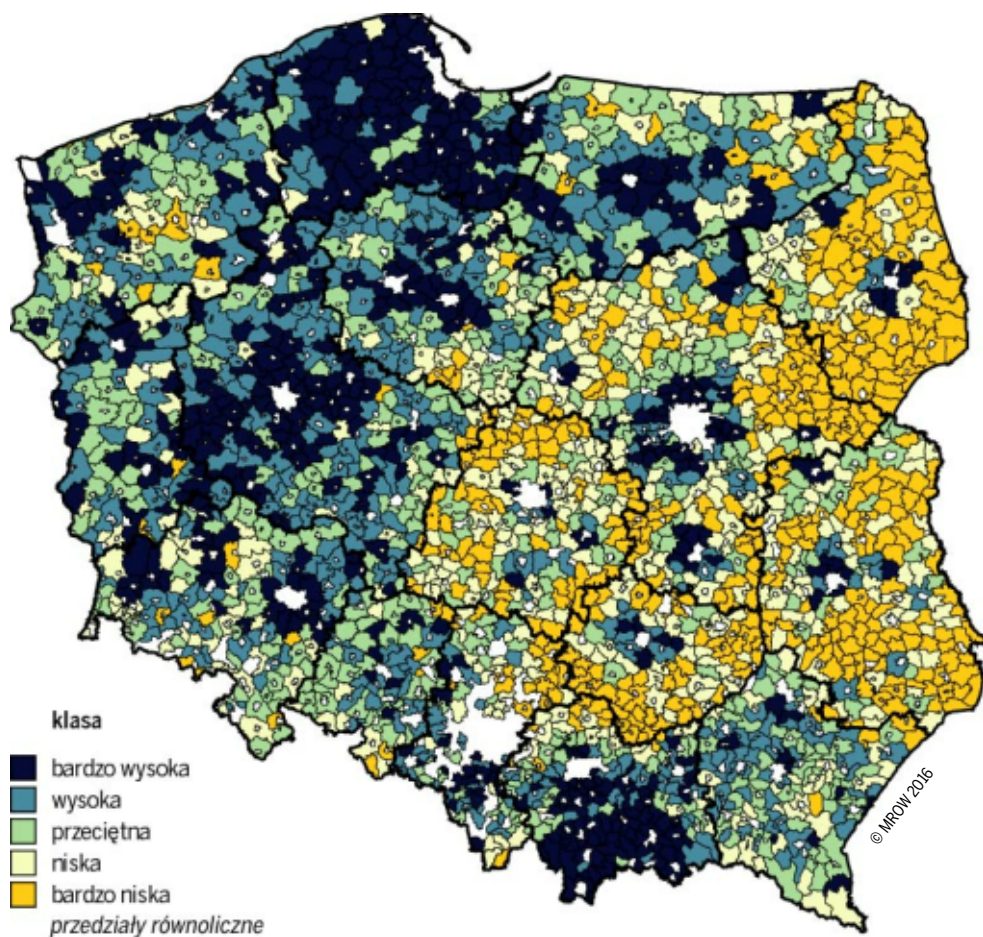 klasa
bardzo wysoka
wysoka
przeciętna
niska
bardzo niska
przedziały równoliczne
© MROW 2016